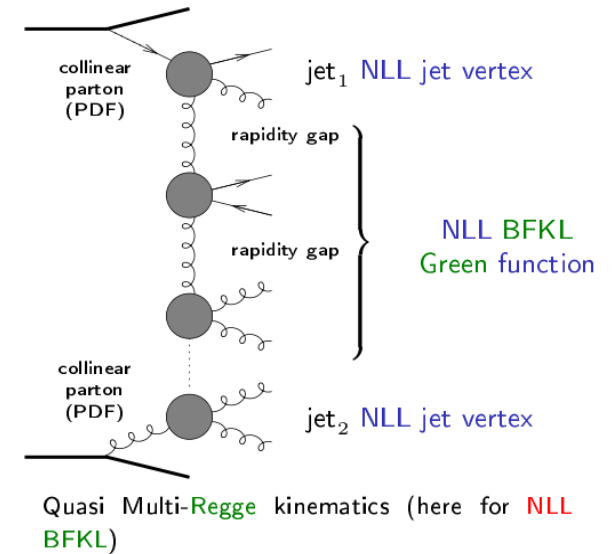 collinear
parton
(PDF)
jet1 NLL jet vertex
rapidity gap
rapidity gap
NLL BFKL
Green function
collinear
parton
(PDF)
jet2 NLL jet vertex
Quasi Multi-Regge kinematics (here for NLL
BFKL)